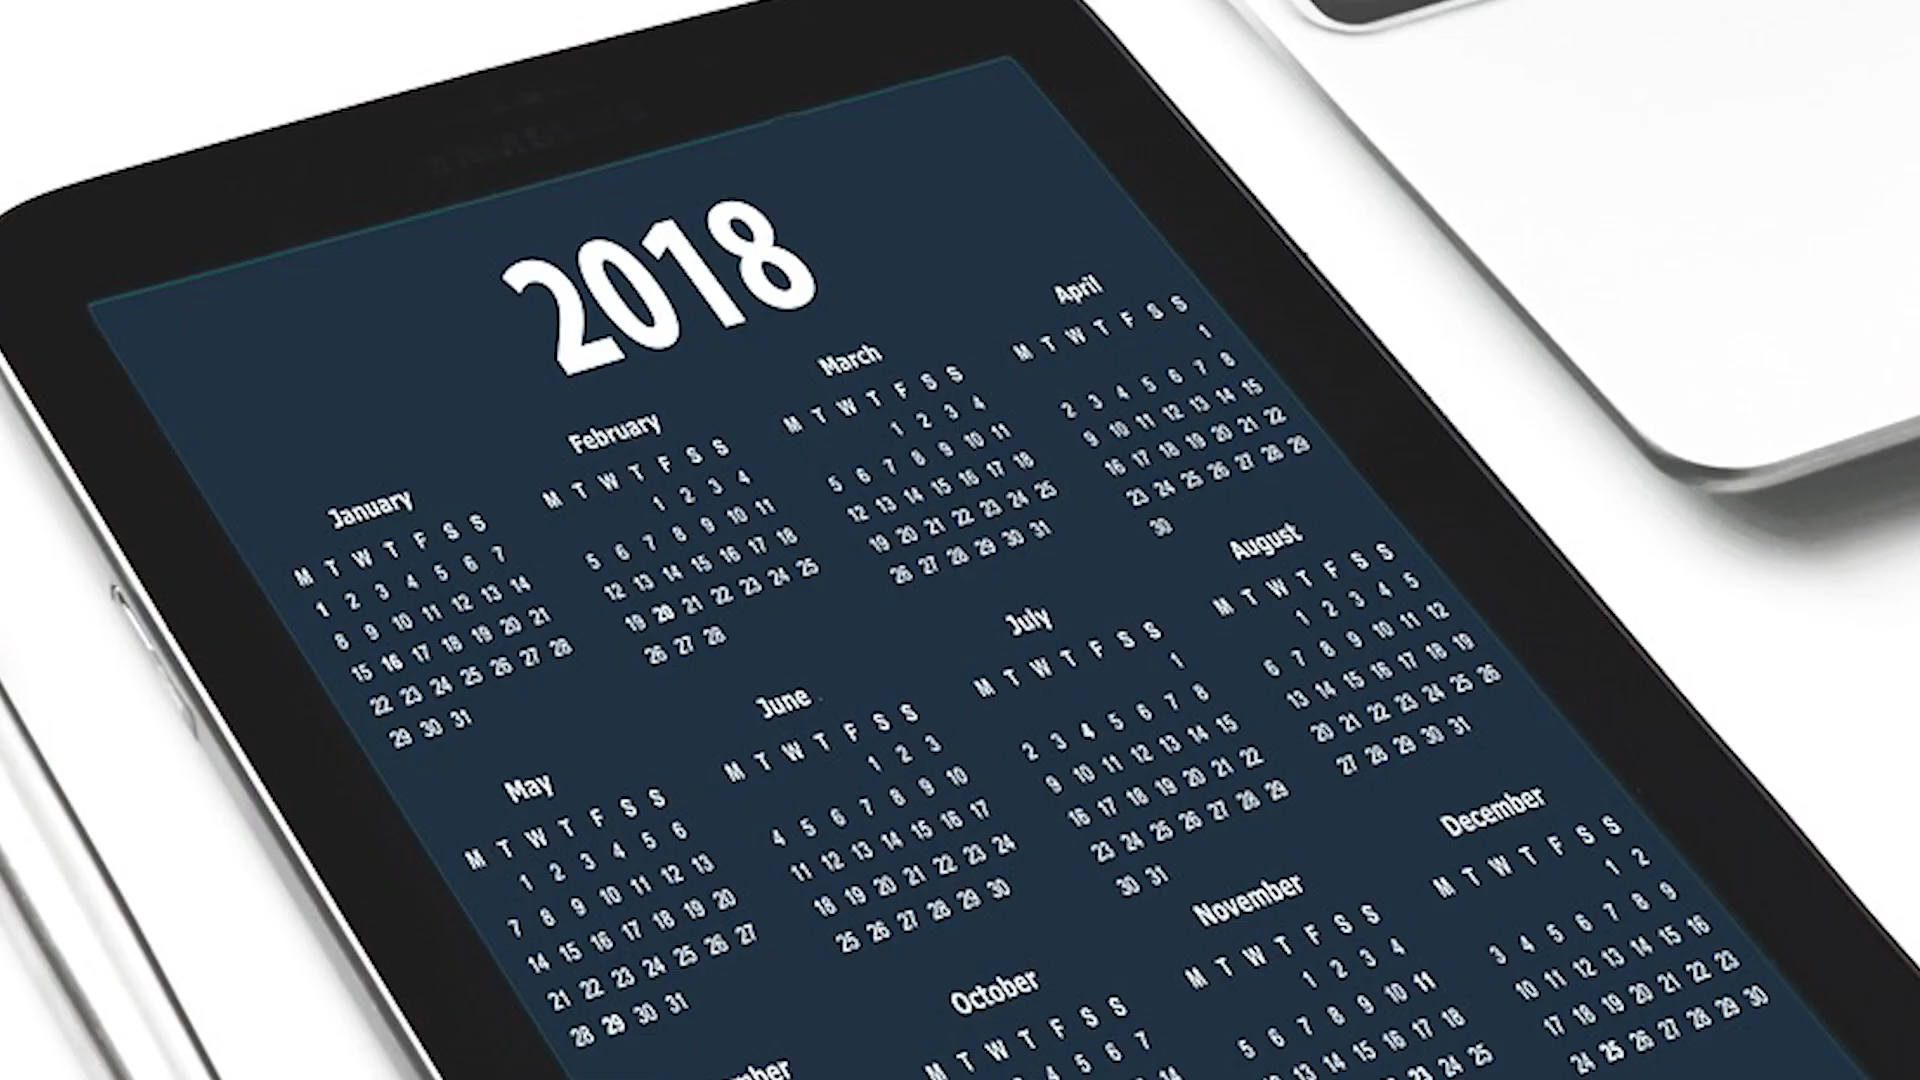 2018
January
M T W T F S S
1 2 3 4 5 6 7
8 9 10 11 12 13 14
15 16 17 18 19 20 21
22 23 24 25 26 27 28
29 30 31
February
M T W T F S S
1 2 3 4
5 6 7 8 9 10 11
12 13 14 15 16 17 18
19 20 21 22 23 24 25
26 27 28
March
M T W T F S S
1 2 3 4
5 6 7 8 9 10 11
12 13 14 15 16 17 18
19 20 21 22 23 24 25
26 27 28 29 30 31
April
M T W T F S S
1
2 3 4 5 6 7 8
9 10 11 12 13 14 15
16 17 18 19 20 21 22
23 24 25 26 27 28 29
30
May
M T W T F S S
1 2 3 4 5 6
7 8 9 10 11 12 13
14 15 16 17 18 19 20
21 22 23 24 25 26 27
28 29 30 31
June
M T W T F S S
1 2 3
4 5 6 7 8 9 10
11 12 13 14 15 16 17
18 19 20 21 22 23 24
25 26 27 28 29 30
July
M T W T F S S
1
2 3 4 5 6 7 8
9 10 11 12 13 14 15
16 17 18 19 20 21 22
23 24 25 26 27 28 29
30 31
August
M T W T F S S
1 2 3 4 5
6 7 8 9 10 11 12
13 14 15 16 17 18 19
20 21 22 23 24 25 26
27 28 29 30 31
October
M T W T F S S
4 5 6 7
14
November
M T W T F S S
1 2 3 4
5 6 7 8 9 10 11
13 14 15 16 17 18
23 24 25
December
M T W T F S S
1 2
3 4 5 6 7 8 9
10 11 12 13 14 15 16
17 18 19 20 21 22 23
24 25 26 27 28 29 30